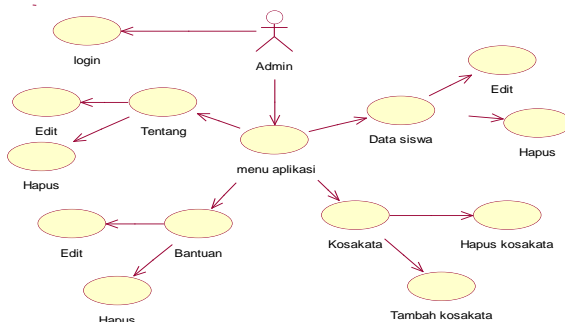 login
Admin
Edit
Edit
Tentang
Data siswa
Hapus
Hapus
menu aplikasi
Edit
Bantuan
Kosakata
Hapus kosakata
Hapus
Tambah kosakata